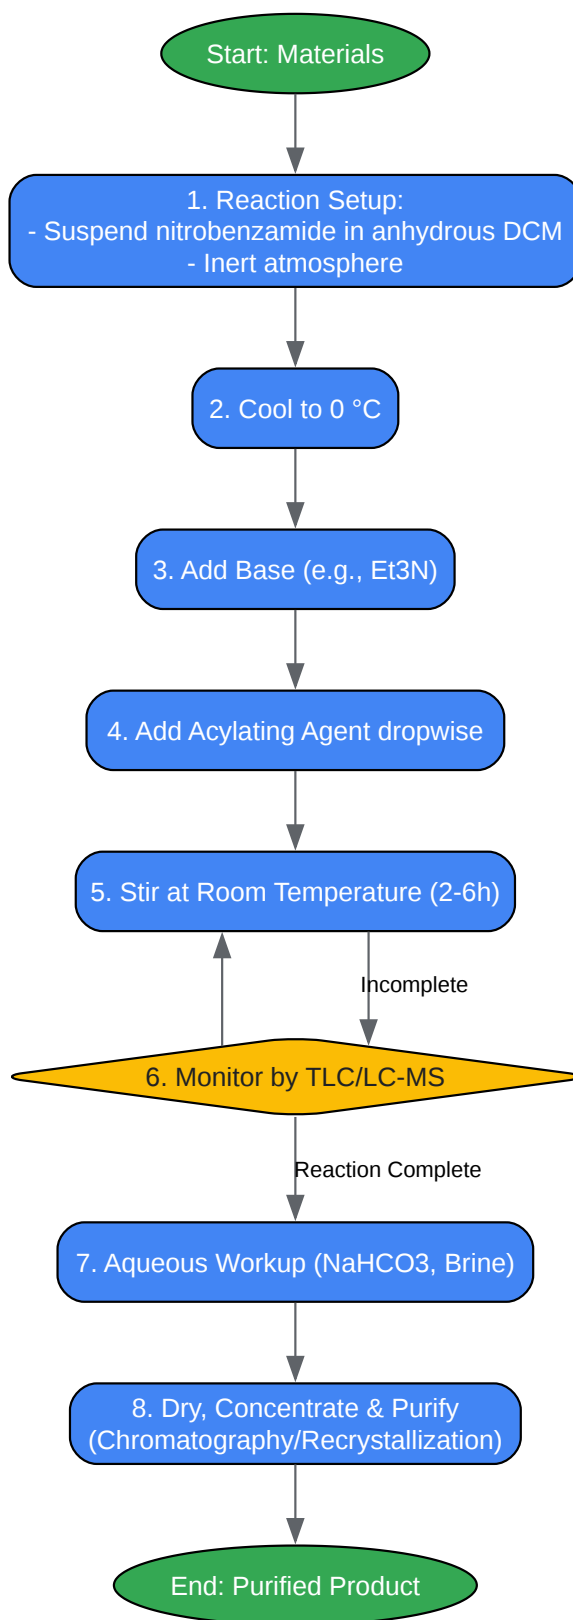 Start: Materials
1. Reaction Setup:
- Suspend nitrobenzamide in anhydrous DCM
- Inert atmosphere
2. Cool to 0 °C
3. Add Base (e.g., Et3N)
4. Add Acylating Agent dropwise
5. Stir at Room Temperature (2-6h)
Incomplete
6. Monitor by TLC/LC-MS
Reaction Complete
7. Aqueous Workup (NaHCO3, Brine)
8. Dry, Concentrate & Purify
(Chromatography/Recrystallization)
End: Purified Product